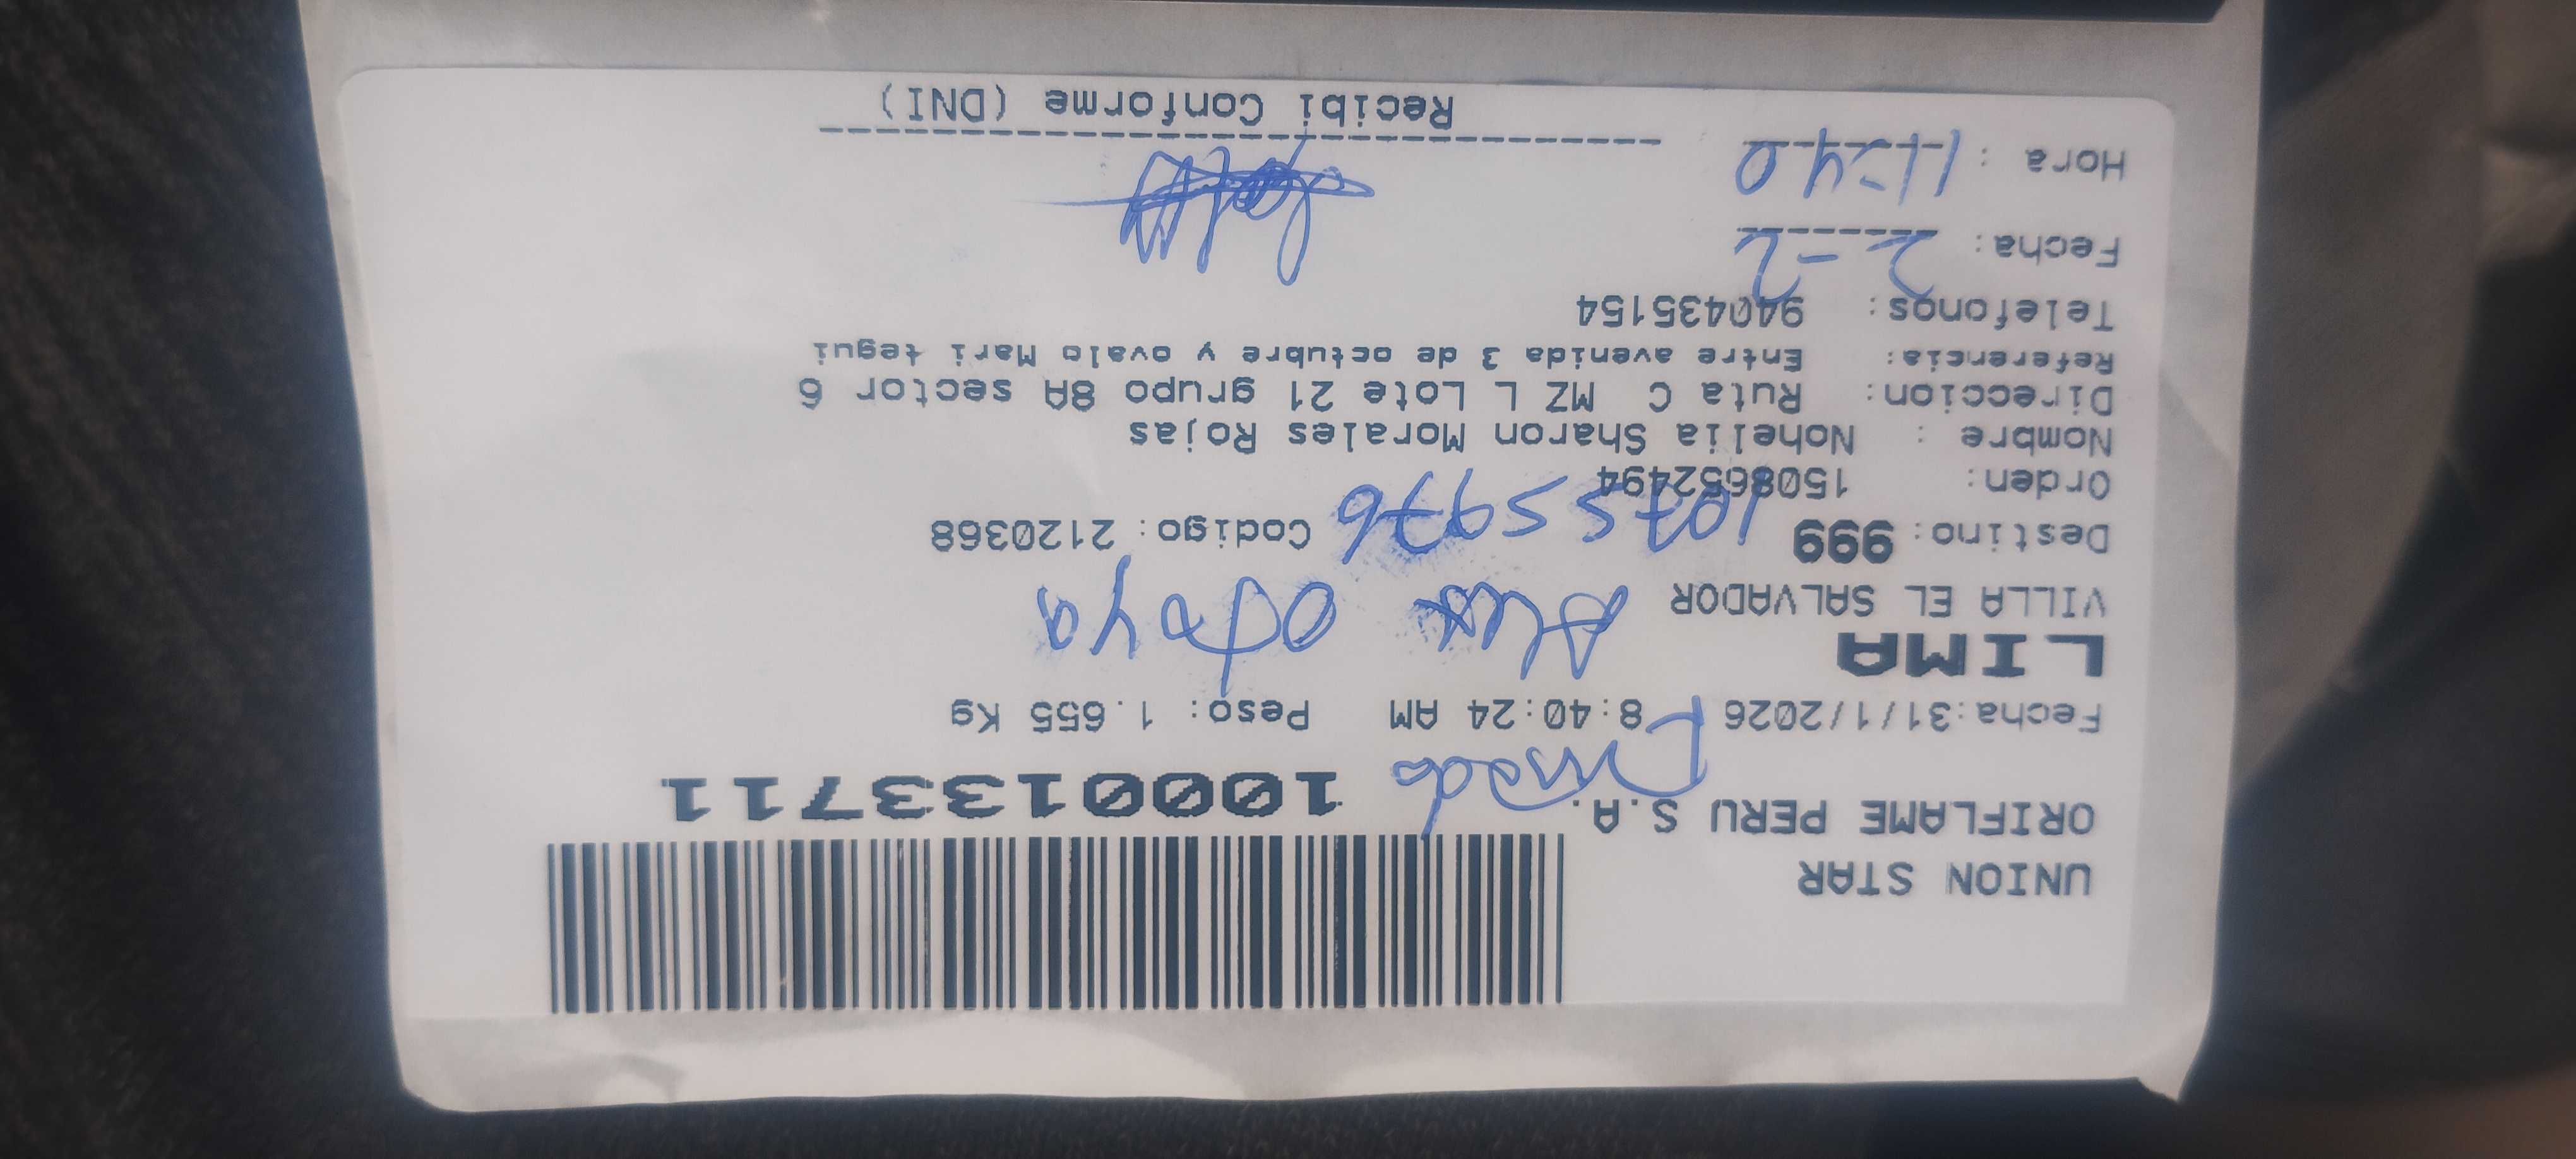 UNION STAR
ORIFLAME PERU S.A.
1000133711
Fecha:31/1/2026 8:40:24 AM Peso: 1.655 Kg
LIMA
VILLA EL SALVADOR
Alex Olaya
Destino: 999 Codigo: 2120368
10755976
Orden: 1508652494
Nombre : Nohelia Sharon Morales Rojas
Direccion: Ruta C MZ L Lote 21 grupo 8A sector 6
Referencia: Entre avenida 3 de octubre y ovalo Mari tegui
Telefonos: 940435154
Fecha: 2-2
Hora : 11-40
Recibi Conforme (DNI)